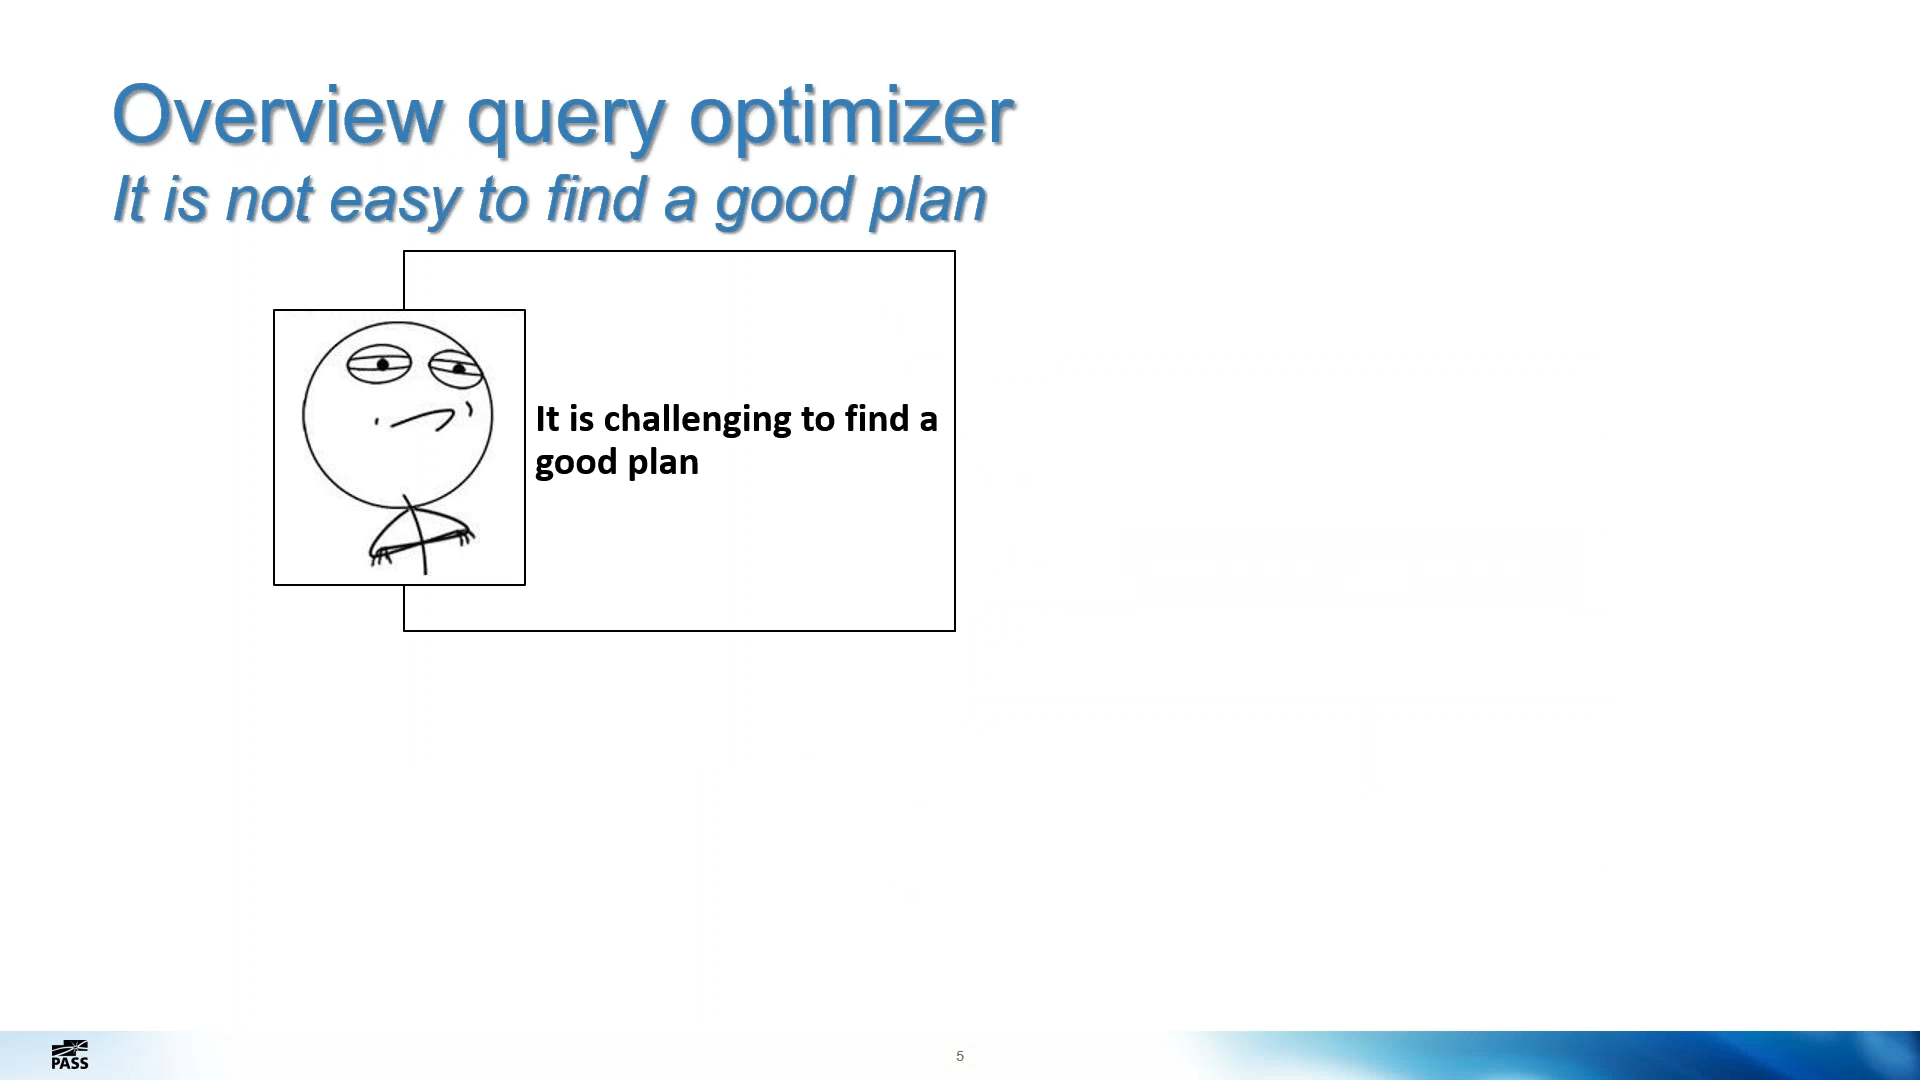 Overview query optimizer
It is not easy to find a good plan
It is challenging to find a
good plan
PASS
5